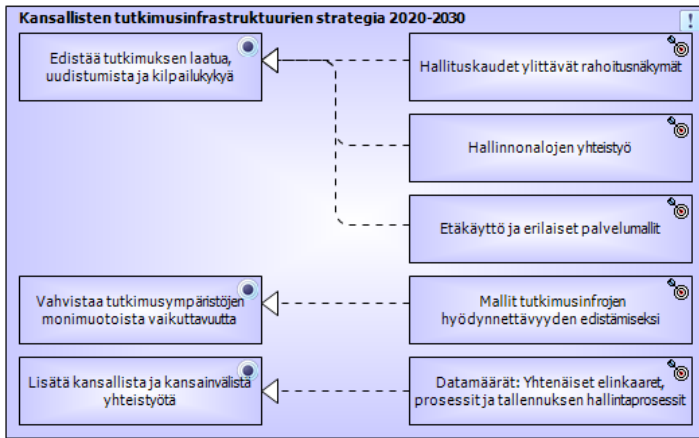 Kansallisten tutkimusinfrastruktuurien strategia 2020-2030
!
Edistää tutkimuksen laatua,
uudistumista ja kilpailukykyä
Hallituskaudet ylittävät rahoitusnäkymät
Hallinnonalojen yhteistyö
Etäkäyttö ja erilaiset palvelumallit
Vahvistaa tutkimusympäristöjen
monimuotoista vaikuttavuutta
Mallit tutkimusinfrojen
hyödynnettävyyden edistämiseksi
Lisätä kansallista ja kansainvälistä
yhteistyötä
Datamäärät: Yhtenäiset elinkaaret,
prosessit ja tallennuksen hallintaprosessit